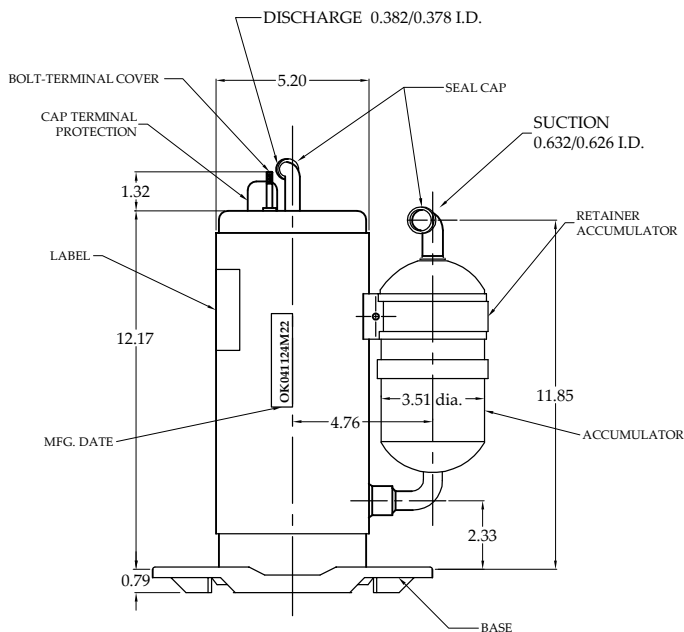 DISCHARGE 0.382/0.378 I.D.
BOLT-TERMINAL COVER
5.20
SEAL CAP
CAP TERMINAL
PROTECTION
SUCTION
0.632/0.626 I.D.
1.32
RETAINER
ACCUMULATOR
LABEL
12.17
OK041124M22
11.85
3.51 dia.
4.76
MFG. DATE
ACCUMULATOR
2.33
0.79
BASE